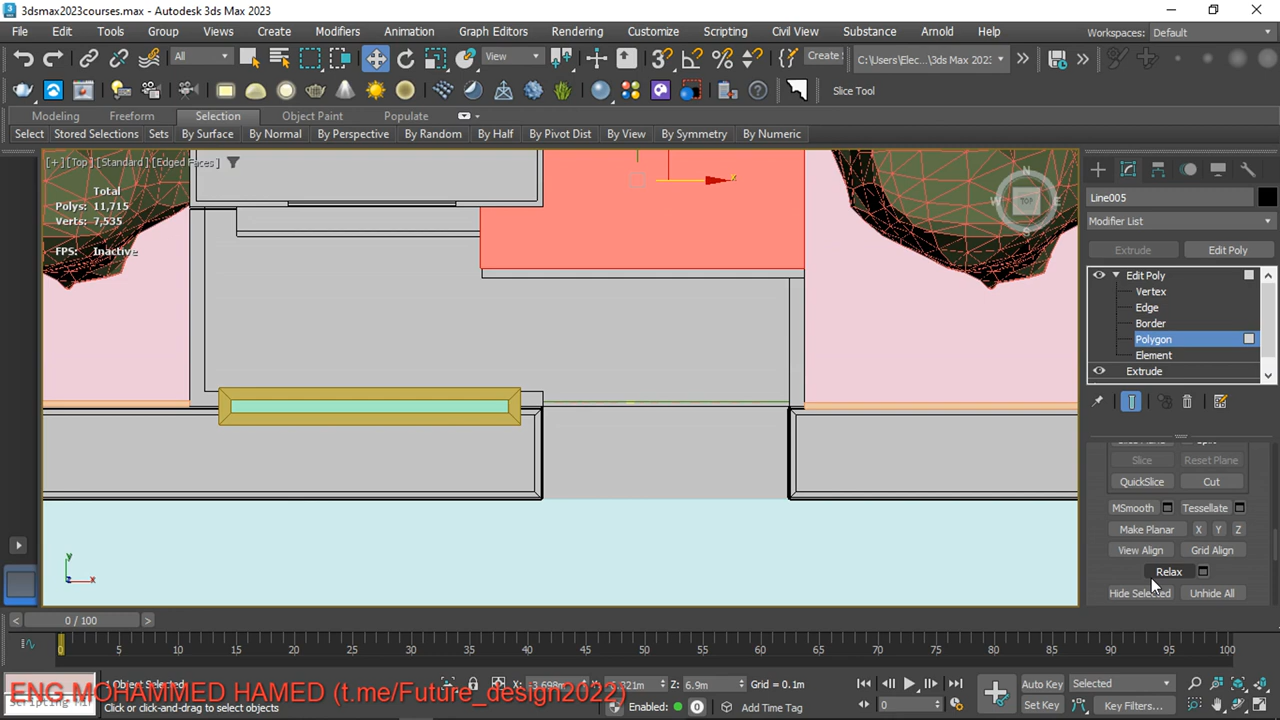 3dsmax2023courses.max - Autodesk 3ds Max 2023
File Edit Tools Group Views Create Modifiers Animation Graph Editors Rendering Customize Scripting Civil View Substance Arnold Help Workspaces: Default
All View Create C:\Users\Elec...\3ds Max 202
Slice Tool
Modeling Freeform Selection Object Paint Populate
Select Stored Selections Sets By Surface By Normal By Perspective By Random By Half By Pivot Dist By View By Symmetry By Numeric
[+] [Top] [Standard] [Edged Faces]
Total
Polys: 11,715
Verts: 7,535
FPS: Inactive
x
N
W TOP E
S
y
z x
Line005
Modifier List
Extrude Edit Poly
Edit Poly
Vertex
Edge
Border
Polygon
Element
Extrude
Slice Reset Plane
QuickSlice Cut
MSmooth Tessellate
Make Planar X Y Z
View Align Grid Align
Relax
Hide Selected Unhide All
< 0 / 100 >
0 5 10 15 20 25 30 35 40 45 50 55 60 65 70 75 80 85 90 95 100
1 Object Selected X: -3.698m Y: Z: 6.9m Grid = 0.1m Auto Key Selected
Click or click-and-drag to select objects Enabled: Add Time Tag 0 Set Key Key Filters...
ENG MOHAMMED HAMED (t.me/Future_design2022)